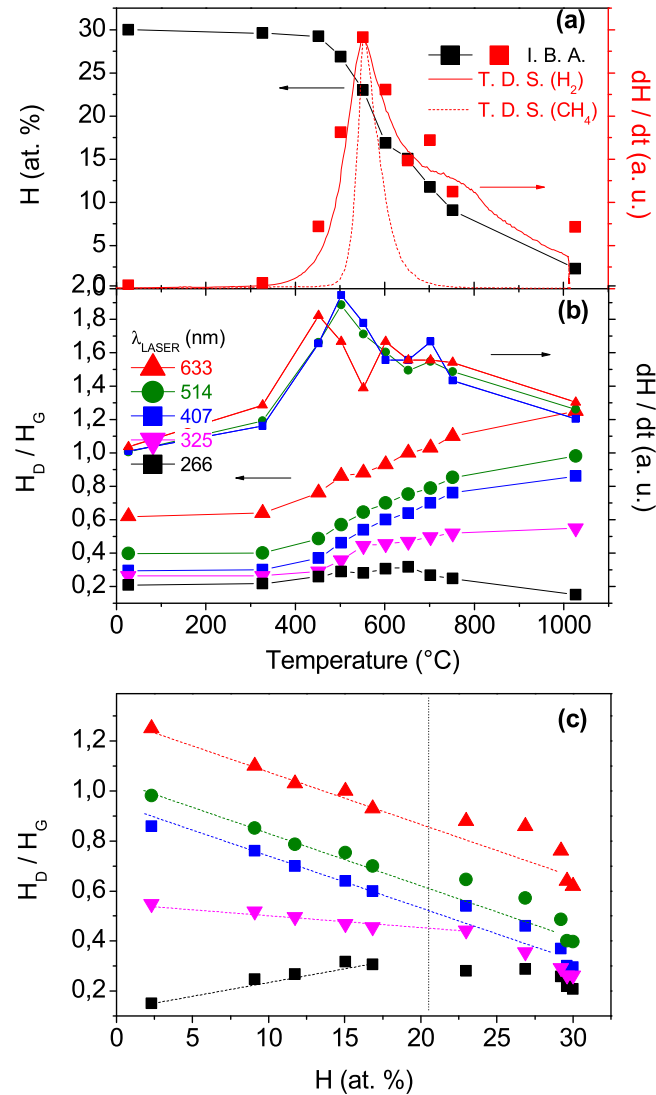 (a)
I. B. A.
T. D. S. (H2)
T. D. S. (CH4)
H (at. %)
dH / dt (a. u.)
35
30
25
20
15
10
5
2,0
(b)
λLASER (nm)
633
514
407
325
266
HD / HG
dH / dt (a. u.)
1,8
1,6
1,4
1,2
1,0
0,8
0,6
0,4
0,2
0 200 400 600 800 1000
Temperature (°C)
(c)
HD / HG
1,2
1,0
0,8
0,6
0,4
0,2
0 5 10 15 20 25 30
H (at. %)